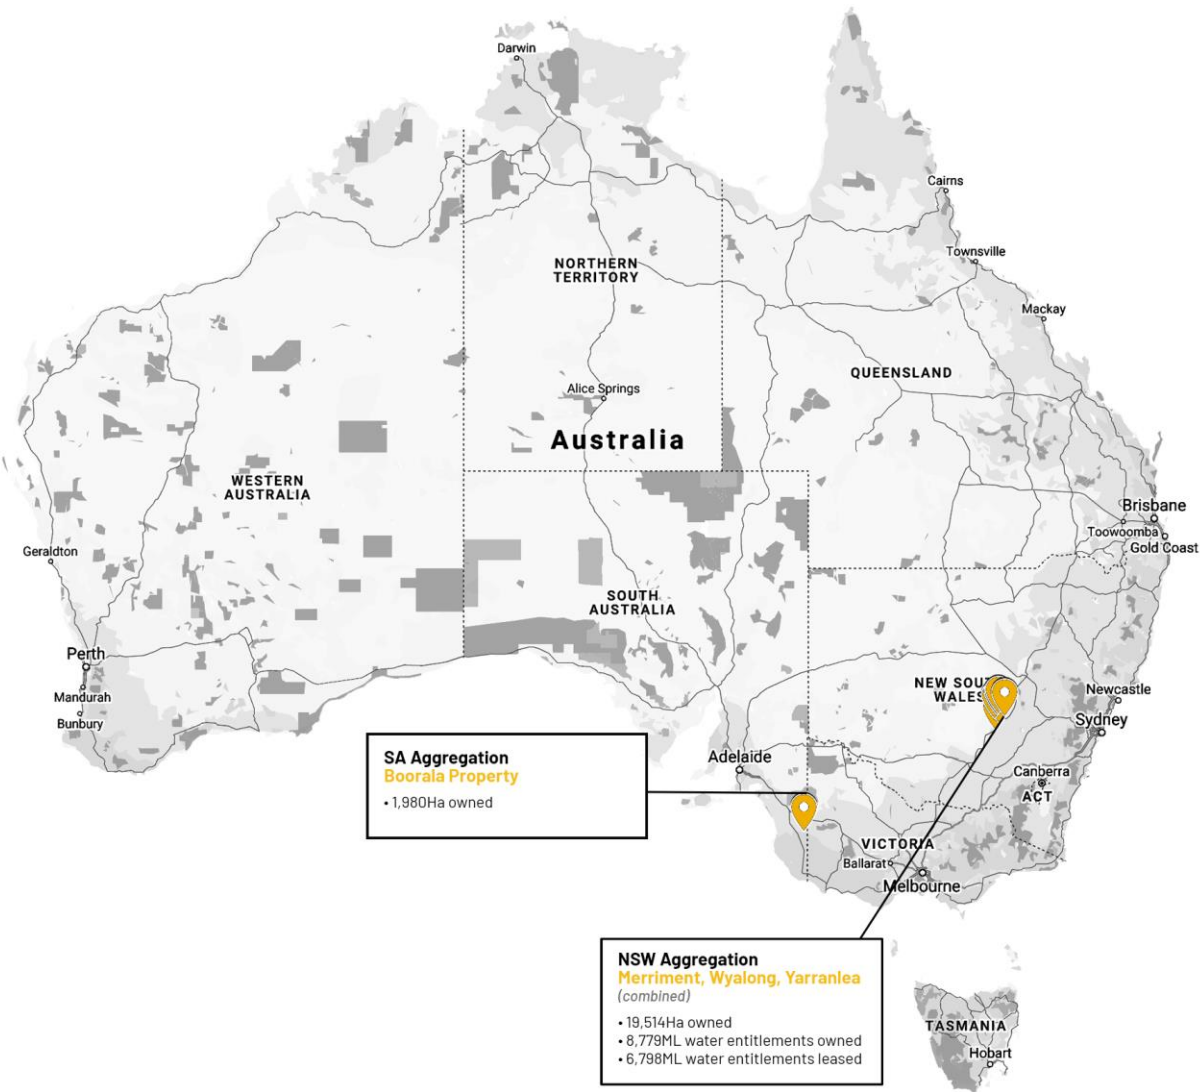 Darwin
Cairns
Townsville
NORTHERN
TERRITORY
Mackay
QUEENSLAND
Alice Springs
Australia
WESTERN
AUSTRALIA
Brisbane
Toowoomba
Gold Coast
Geraldton
SOUTH
AUSTRALIA
Perth
Mandurah
Bunbury
NEW SOU
WALES
Newcastle
Sydney
Adelaide
Canberra
ACT
SA Aggregation
Boorala Property
• 1,980Ha owned
VICTORIA
Ballarat
Melbourne
NSW Aggregation
Merriment, Wyalong, Yarranlea
(combined)
• 19,514Ha owned
• 8,779ML water entitlements owned
• 6,798ML water entitlements leased
TASMANIA
Hobart